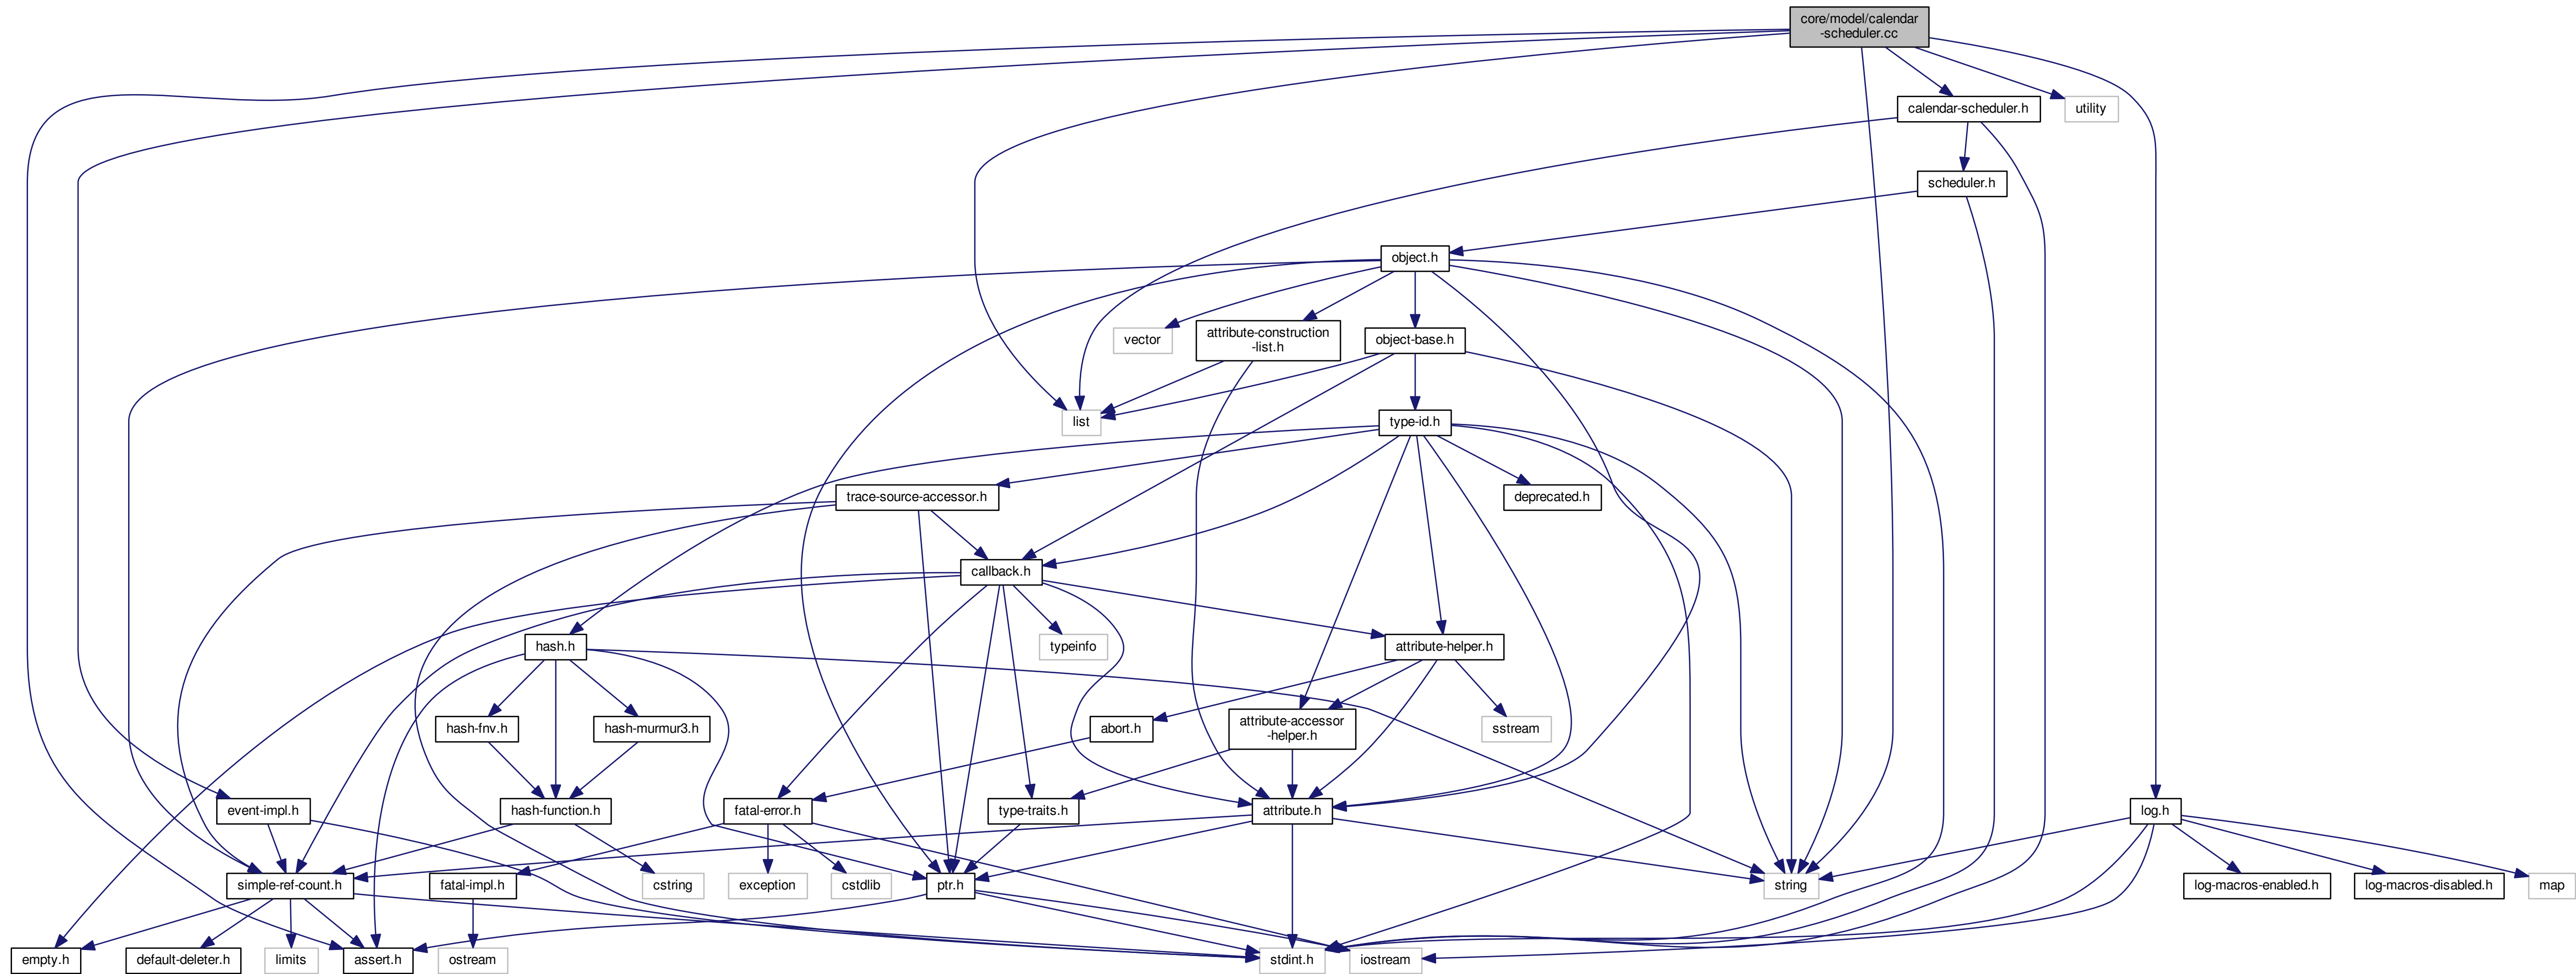 core/model/calendar
-scheduler.cc
calendar-scheduler.h
utility
scheduler.h
object.h
vector
attribute-construction
-list.h
object-base.h
list
type-id.h
trace-source-accessor.h
deprecated.h
callback.h
hash.h
typeinfo
attribute-helper.h
hash-fnv.h
hash-murmur3.h
abort.h
attribute-accessor
-helper.h
sstream
event-impl.h
hash-function.h
fatal-error.h
type-traits.h
attribute.h
log.h
simple-ref-count.h
fatal-impl.h
cstring
exception
cstdlib
ptr.h
string
log-macros-enabled.h
log-macros-disabled.h
map
empty.h
default-deleter.h
limits
assert.h
ostream
stdint.h
iostream